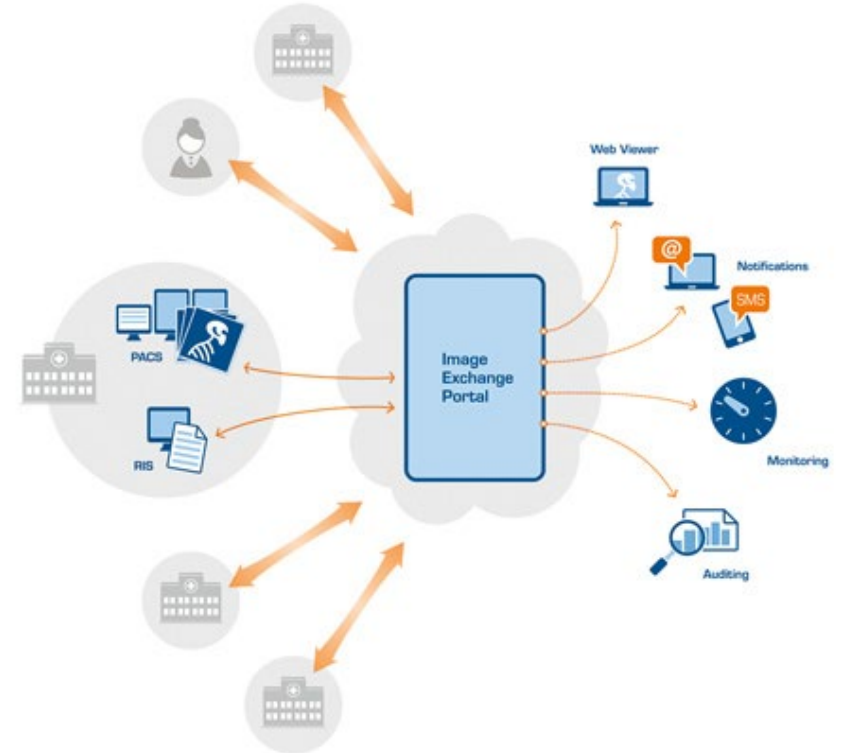 Web Viewer
@
Notifications
SMS
PACS
Image
Exchange
Portal
RIS
Monitoring
Auditing